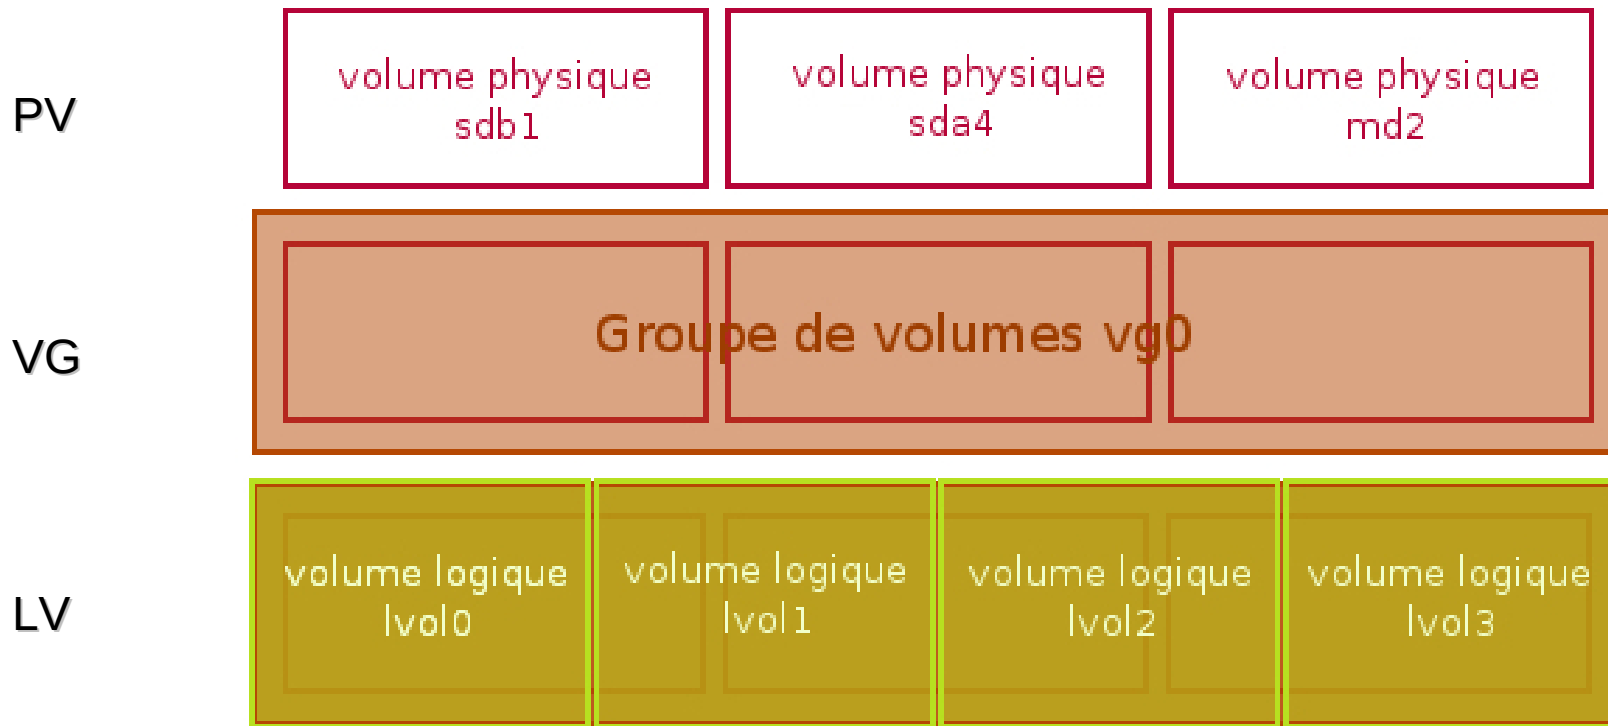 PV
volume physique
sdb1
volume physique
sda4
volume physique
md2
VG
Groupe de volumes vg0
LV
volume logique
lvol0
volume logique
lvol1
volume logique
lvol2
volume logique
lvol3